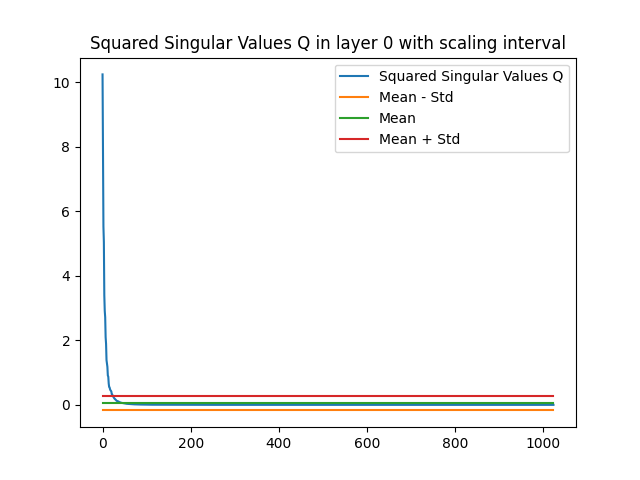 Squared Singular Values Q in layer 0 with scaling interval
Squared Singular Values Q
Mean - Std
Mean
Mean + Std
10
8
6
4
2
0
0 200 400 600 800 1000